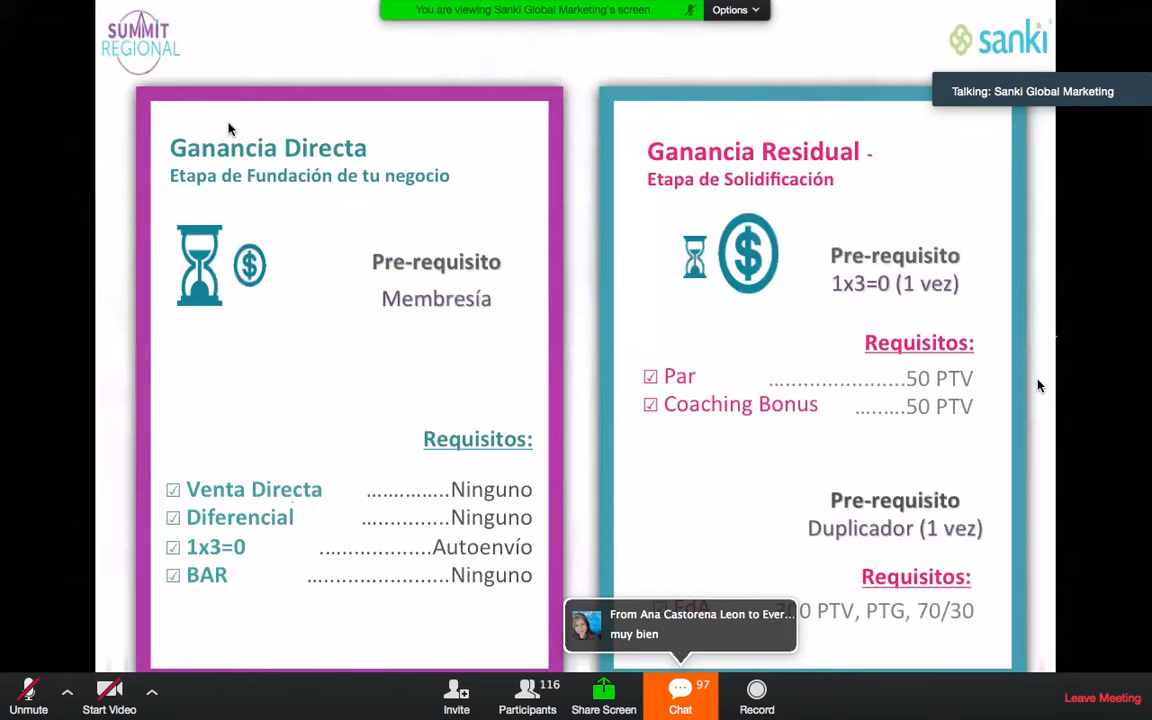 You are viewing Sanki Global Marketing's screen
Options
SUMMIT
REGIONAL
sanki
Talking: Sanki Global Marketing
Ganancia Directa
Etapa de Fundación de tu negocio
Pre-requisito
Membresía
Requisitos:
Venta Directa ..............Ninguno
Diferencial ...............Ninguno
1x3=0 ...................Autoenvío
BAR ........................Ninguno
Ganancia Residual -
Etapa de Solidificación
Pre-requisito
1x3=0 (1 vez)
Requisitos:
Par .......................50 PTV
Coaching Bonus .........50 PTV
Pre-requisito
Duplicador (1 vez)
Requisitos:
PTV, PTG, 70/30
From Ana Castorena Leon to Ever...
muy bien
Unmute
Start Video
Invite
116
Participants
Share Screen
97
Chat
Record
Leave Meeting